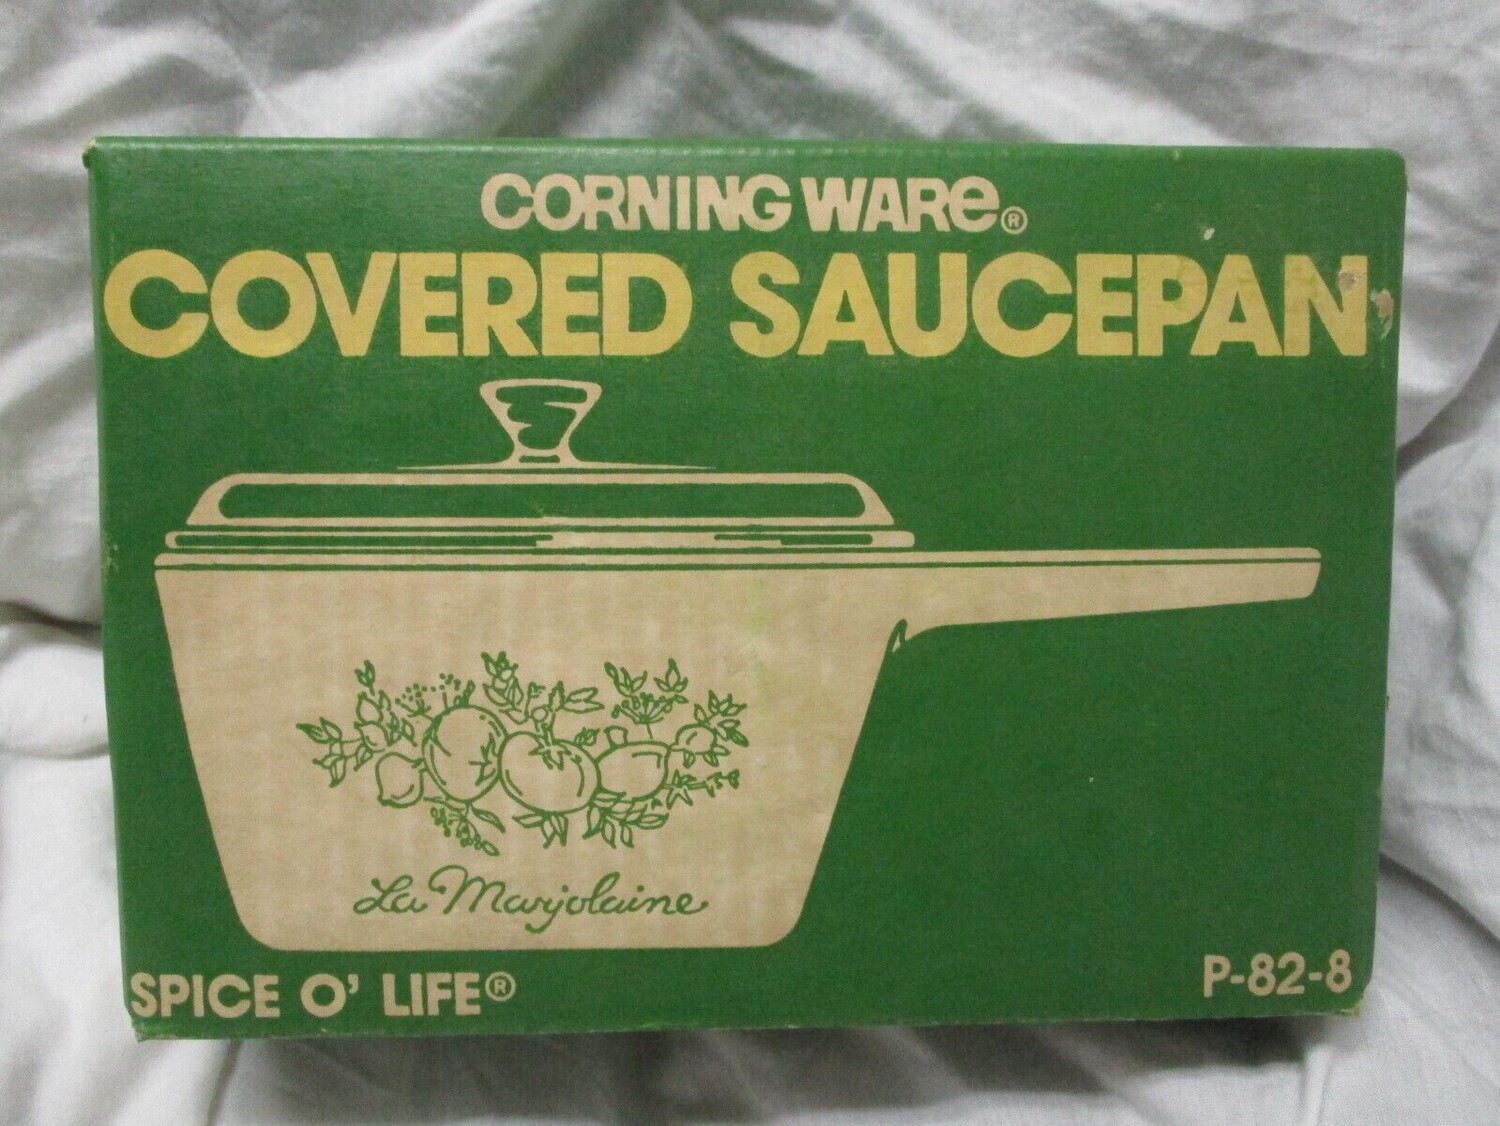 CORNING WARE®
COVERED SAUCEPAN
La Marjolaine
SPICE O' LIFE®
P-82-8